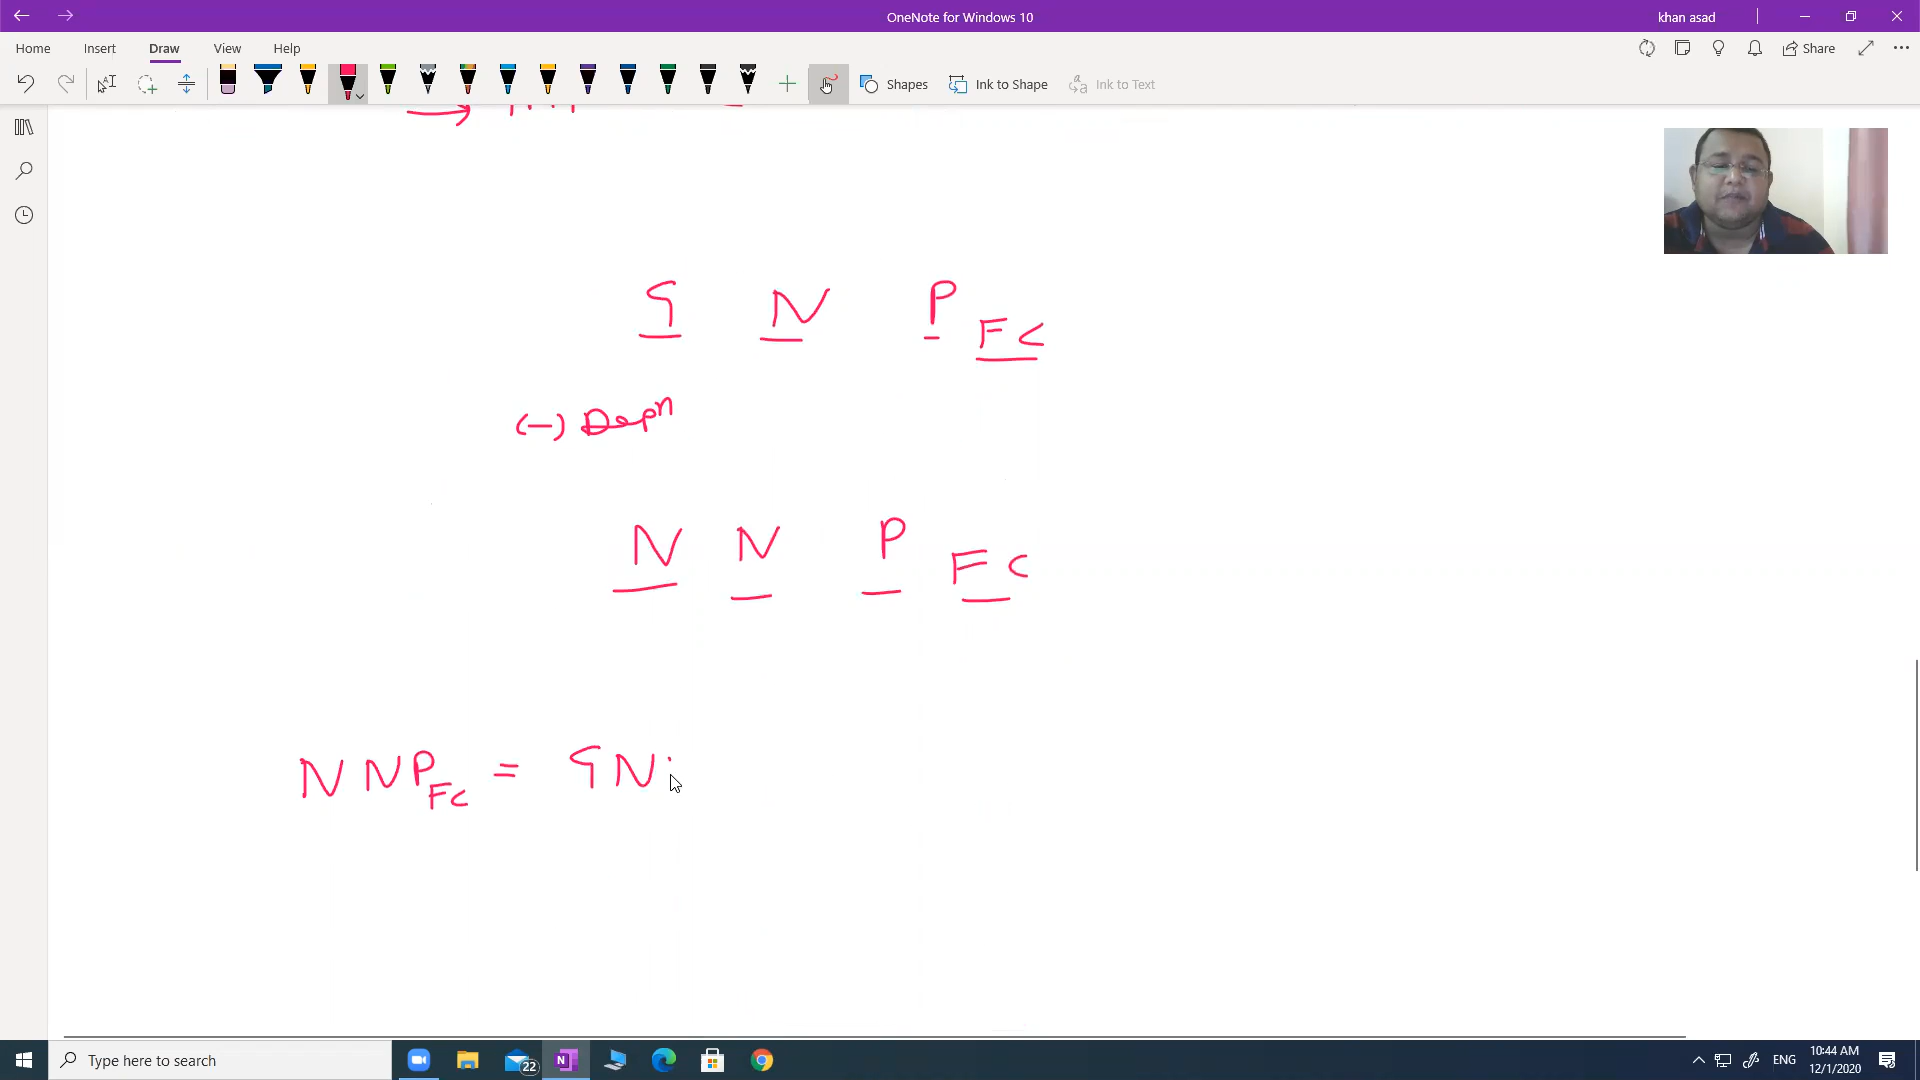 OneNote for Windows 10
khan asad
Home Insert Draw View Help
Share
Shapes Ink to Shape Ink to Text
G N P FC
(-) Depn
N N P FC
NNP FC = GN
Type here to search
22
ENG
10:44 AM
12/1/2020